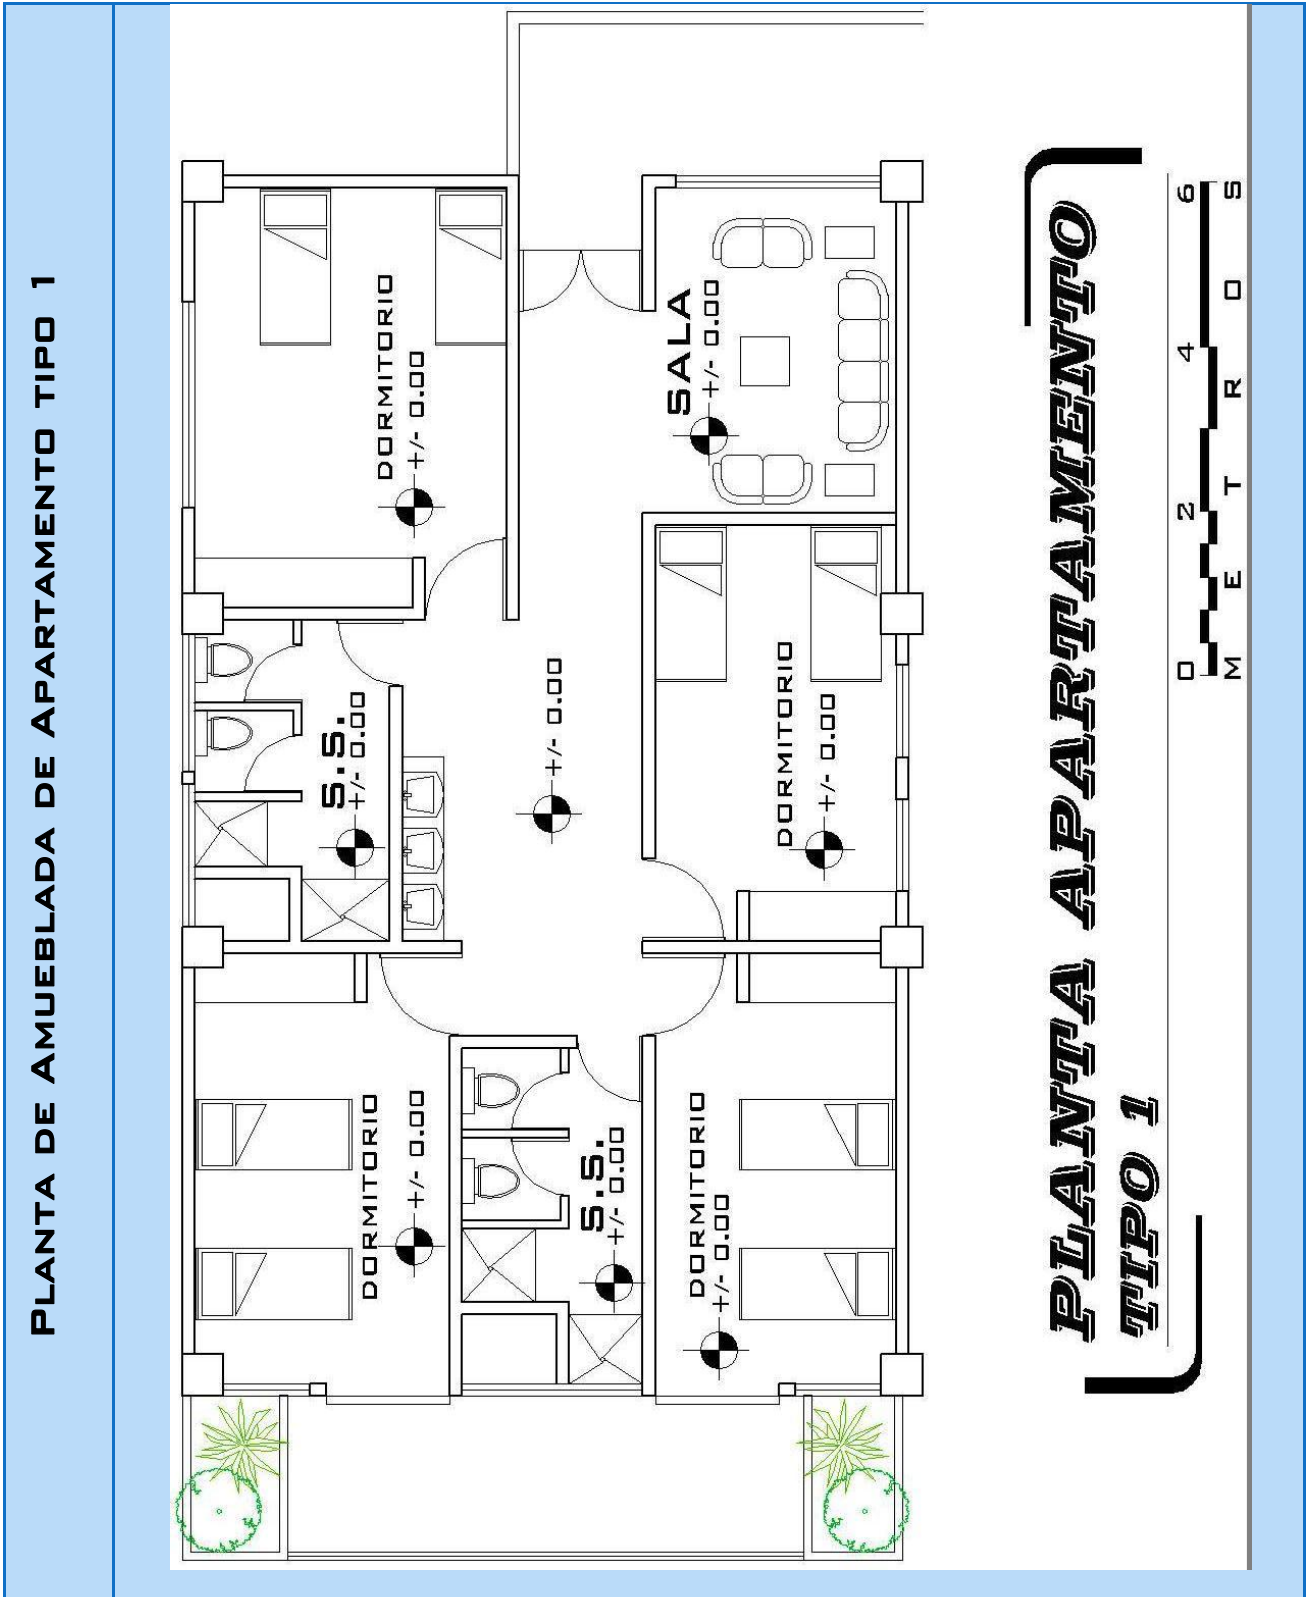 PLANTA DE AMUEBLADA DE APARTAMENTO TIPO 1
DORMITORIO
+/- 0.00
SALA
+/- 0.00
S.S.
+/- 0.00
+/- 0.00
DORMITORIO
+/- 0.00
DORMITORIO
+/- 0.00
S.S.
+/- 0.00
DORMITORIO
+/- 0.00
PLANTA APARTAMENTO
TIPO 1
0 2 4 6
METROS